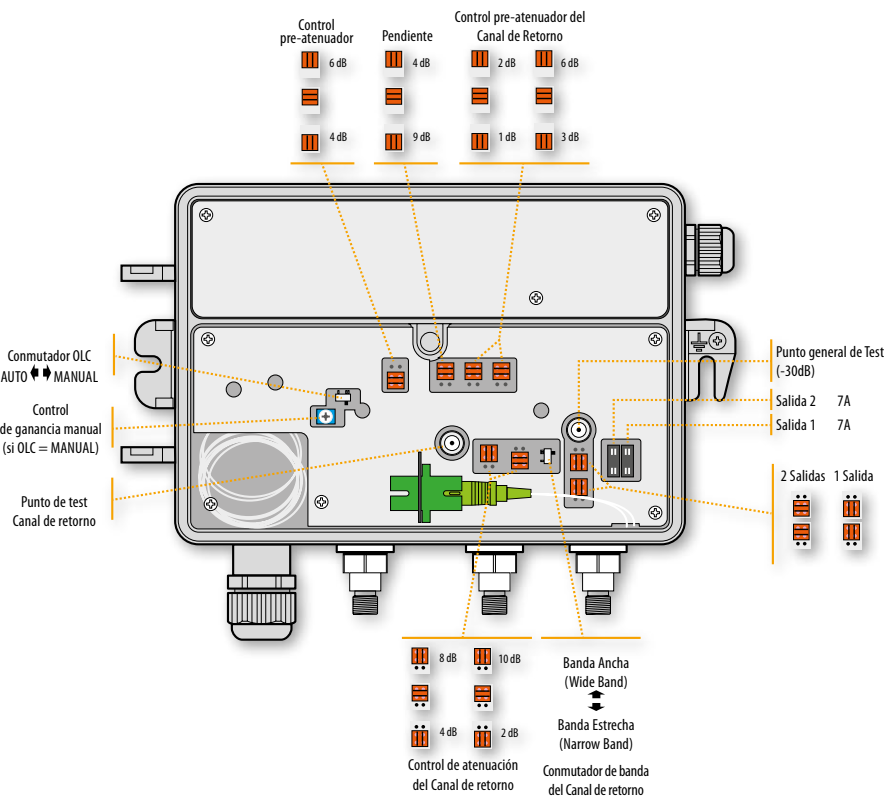 Control
pre-atenuador
6 dB
4 dB
Pendiente
4 dB
9 dB
Control pre-atenuador del
Canal de Retorno
2 dB
6 dB
1 dB
3 dB
Conmutador OLC
AUTO MANUAL
Control
de ganancia manual
(si OLC = MANUAL)
Punto de test
Canal de retorno
Punto general de Test
(-30dB)
Salida 2 7A
Salida 1 7A
2 Salidas 1 Salida
8 dB
10 dB
4 dB
2 dB
Control de atenuación
del Canal de retorno
Banda Ancha
(Wide Band)
Banda Estrecha
(Narrow Band)
Conmutador de banda
del Canal de retorno